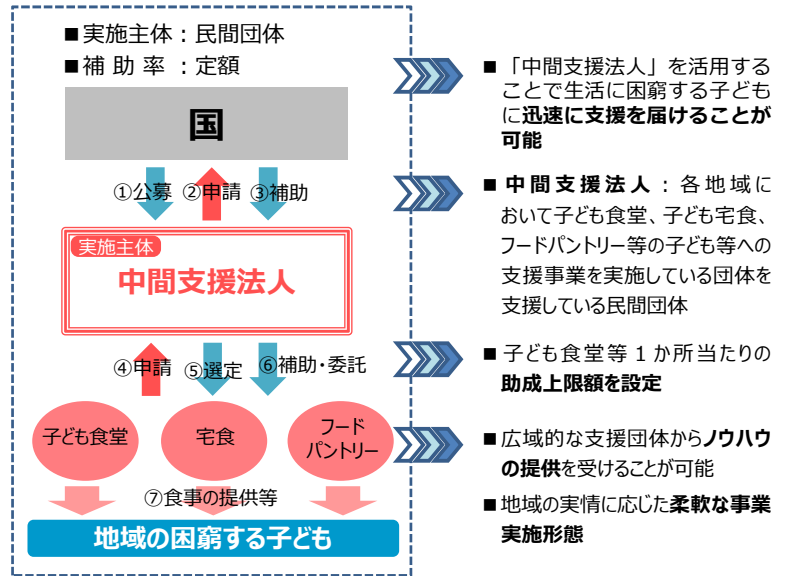 ■実施主体：民間団体
■補 助 率 ：定額
国
①公募 ②申請 ③補助
実施主体
中間支援法人
④申請 ⑤選定 ⑥補助・委託
子ども食堂
宅食
フード
パントリー
⑦食事の提供等
地域の困窮する子ども
■「中間支援法人」を活用する
ことで生活に困窮する子ども
に迅速に支援を届けることが
可能
■中間支援法人：各地域に
おいて子ども食堂、子ども宅食、
フードパントリー等の子ども等への
支援事業を実施している団体を
支援している民間団体
■子ども食堂等１か所当たりの
助成上限額を設定
■広域的な支援団体からノウハウ
の提供を受けることが可能
■地域の実情に応じた柔軟な事業
実施形態